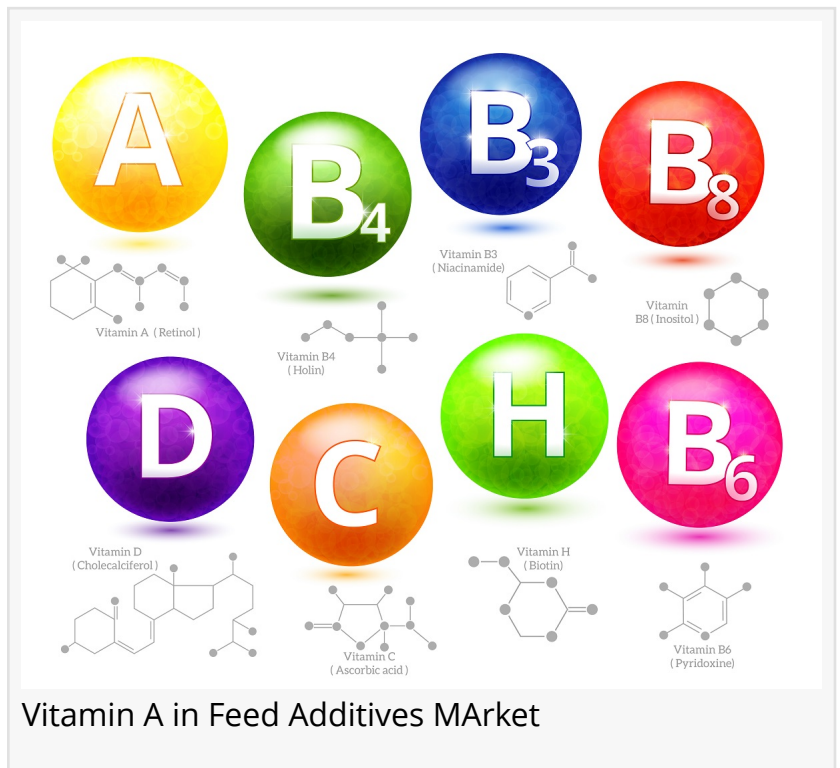 A
B4
B3
B8
Vitamin A (Retinol)
Vitamin B4
(Holin)
Vitamin B3
(Niacinamide)
Vitamin
B8 (Inositol)
D
C
H
B6
Vitamin D
(Cholecalciferol)
Vitamin C
(Ascorbic acid)
Vitamin H
(Biotin)
Vitamin B6
(Pyridoxine)
Vitamin A in Feed Additives MArket